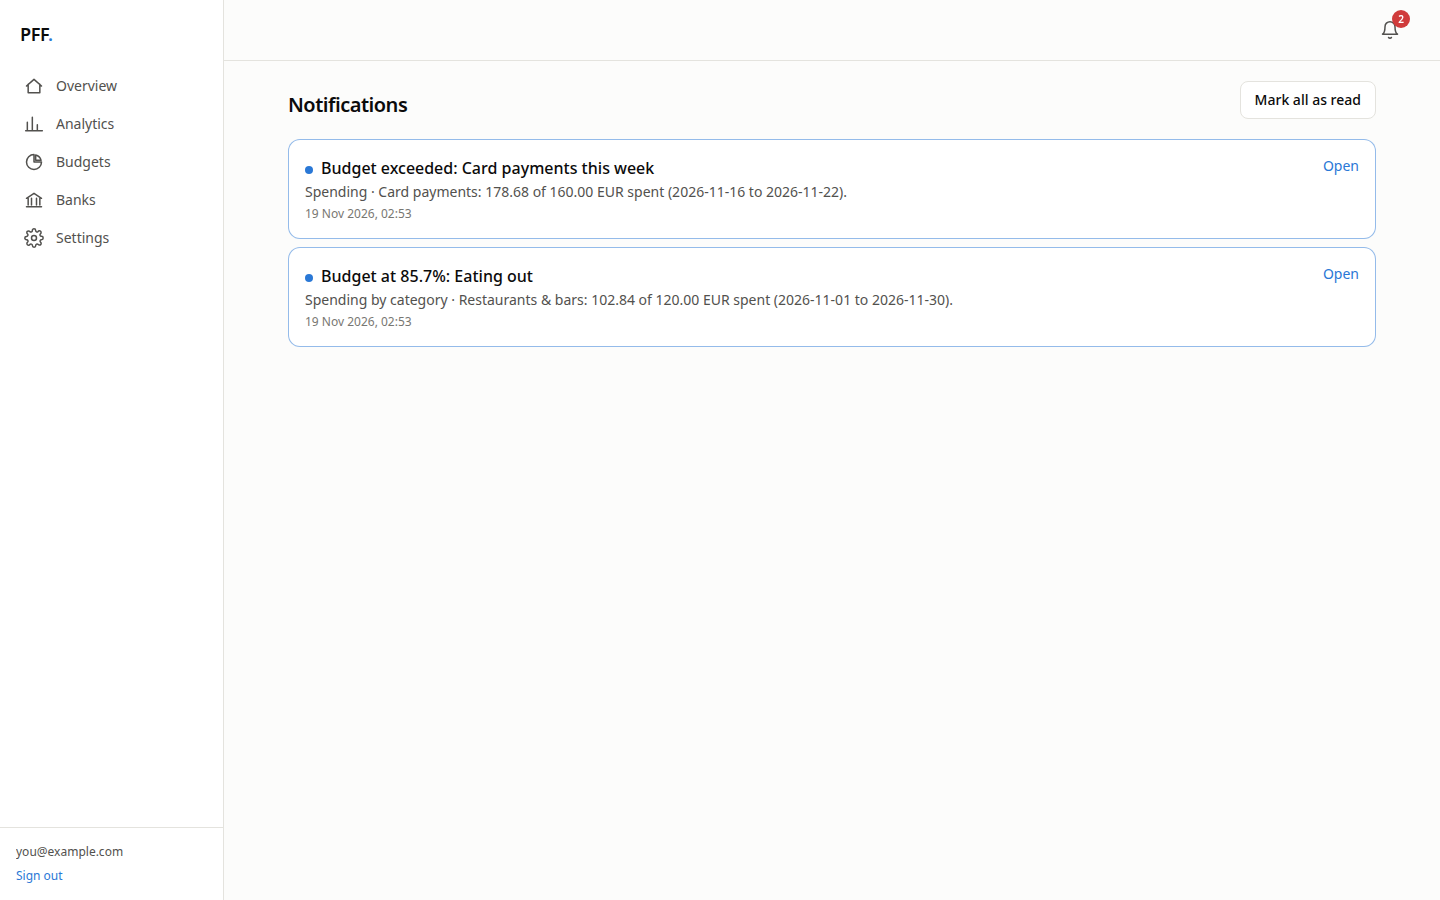 PFF.
Overview
Analytics
Budgets
Banks
Settings
you@example.com
Sign out
2
Notifications
Mark all as read
Budget exceeded: Card payments this week
Open
Spending · Card payments: 178.68 of 160.00 EUR spent (2026-11-16 to 2026-11-22).
19 Nov 2026, 02:53
Budget at 85.7%: Eating out
Open
Spending by category · Restaurants & bars: 102.84 of 120.00 EUR spent (2026-11-01 to 2026-11-30).
19 Nov 2026, 02:53